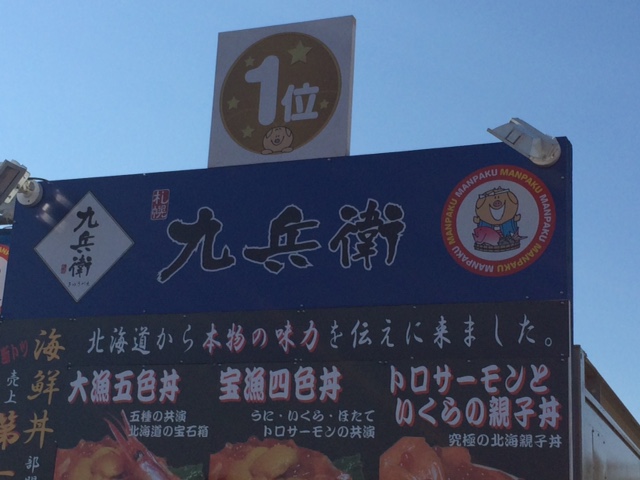 1位
札幌
九兵衛
九兵衛
MANPAKU MANPAKU MANPAKU MANPAKU MANPAKU
北海道から本物の味力を伝えに来ました。
海鮮丼
売上
第一
大漁五色丼
五種の共演
北海道の宝石箱
宝漁四色丼
うに・いくら・ほたて
トロサーモンの共演
トロサーモンと
いくらの親子丼
究極の北海親子丼